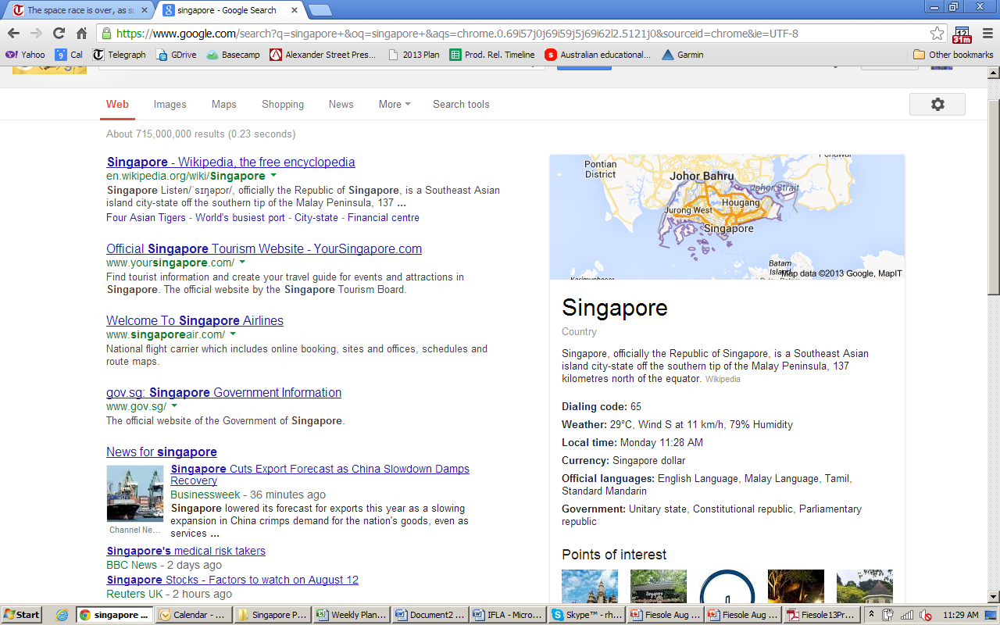 The space race is over, as su
singapore - Google Search
https://www.google.com/search?q=singapore+&oq=singapore+&aqs=chrome.0.69i57j0j69i59j5j69i62l2.5121j0&sourceid=chrome&ie=UTF-8
12
31m
Yahoo
9 Cal
Telegraph
GDrive
Basecamp
Alexander Street Pres...
2013 Plan
Prod. Rel. Timeline
Australian educational...
Garmin
Other bookmarks
Web Images Maps Shopping News More Search tools
About 715,000,000 results (0.23 seconds)
Singapore - Wikipedia, the free encyclopedia
en.wikipedia.org/wiki/Singapore
Singapore Listen/ˈsɪŋəpɔr/, officially the Republic of Singapore, is a Southeast Asian
island city-state off the southern tip of the Malay Peninsula, 137 ...
Four Asian Tigers - World's busiest port - City-state - Financial centre
Official Singapore Tourism Website - YourSingapore.com
www.yoursingapore.com/
Find tourist information and create your travel guide for events and attractions in
Singapore. The official website by the Singapore Tourism Board.
Welcome To Singapore Airlines
www.singaporeair.com/
National flight carrier which includes online booking, sites and offices, schedules and
route maps.
gov.sg: Singapore Government Information
www.gov.sg/
The official website of the Government of Singapore.
News for singapore
Singapore Cuts Export Forecast as China Slowdown Damps
Recovery
Businessweek - 36 minutes ago
Singapore lowered its forecast for exports this year as a slowing
expansion in China crimps demand for the nation's goods, even as
services ...
Channel Ne...
Singapore's medical risk takers
BBC News - 2 days ago
Singapore Stocks - Factors to watch on August 12
Reuters UK - 2 hours ago
Pontian
District
Johor Bahru
Johor Strait
Hougang
Jurong West
Singapore
Batam
Island
Map data ©2013 Google, MapIT
Singapore
Country
Singapore, officially the Republic of Singapore, is a Southeast Asian
island city-state off the southern tip of the Malay Peninsula, 137
kilometres north of the equator. Wikipedia
Dialing code: 65
Weather: 29°C, Wind S at 11 km/h, 79% Humidity
Local time: Monday 11:28 AM
Currency: Singapore dollar
Official languages: English Language, Malay Language, Tamil,
Standard Mandarin
Government: Unitary state, Constitutional republic, Parliamentary
republic
Points of interest
Start
singapore ...
Calendar - ...
Singapore P...
Weekly Plan...
Document2 ...
IFLA - Micro...
Skype™ - rh...
Fiesole Aug ...
Fiesole Aug ...
Fiesole13Pr...
11:29 AM